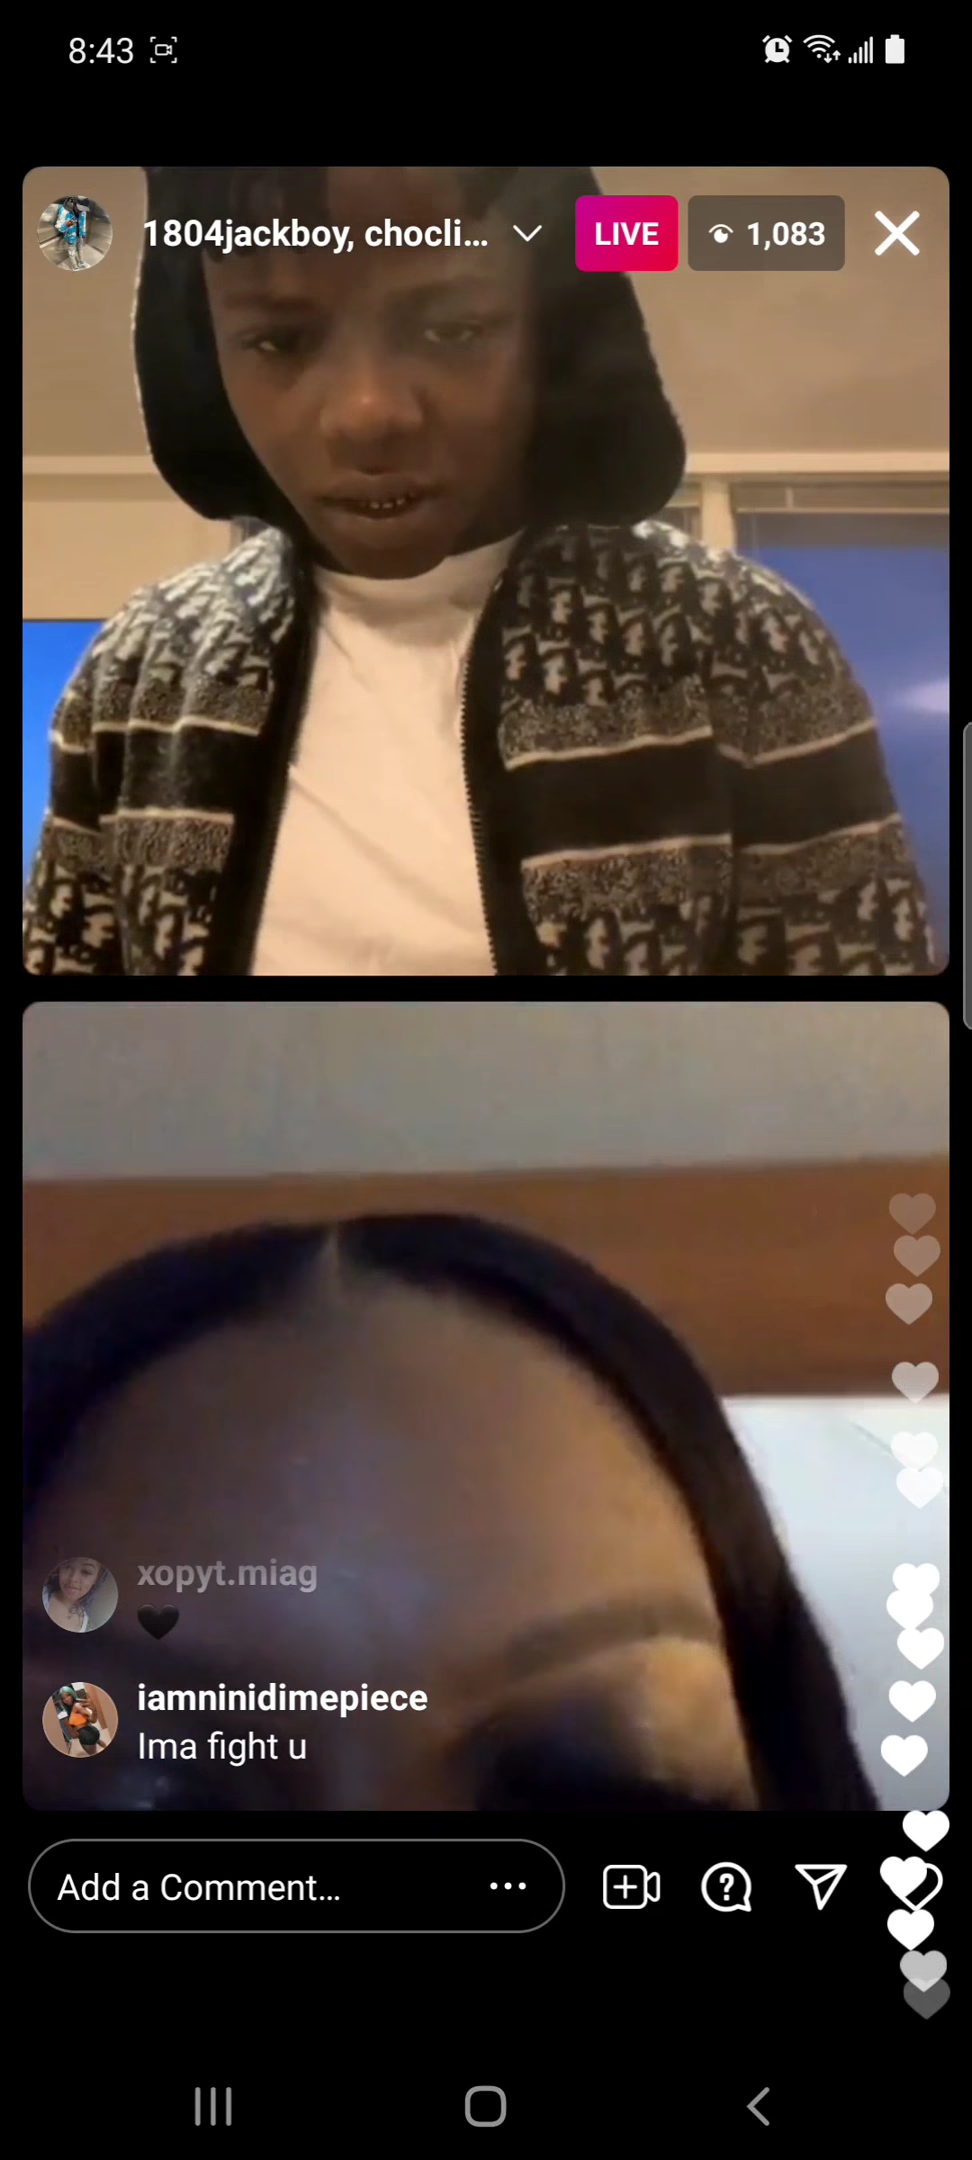 8:43
1804jackboy, chocli...
LIVE
1,083
xopyt.miag
🖤
iamninidimepiece
Ima fight u
Add a Comment...